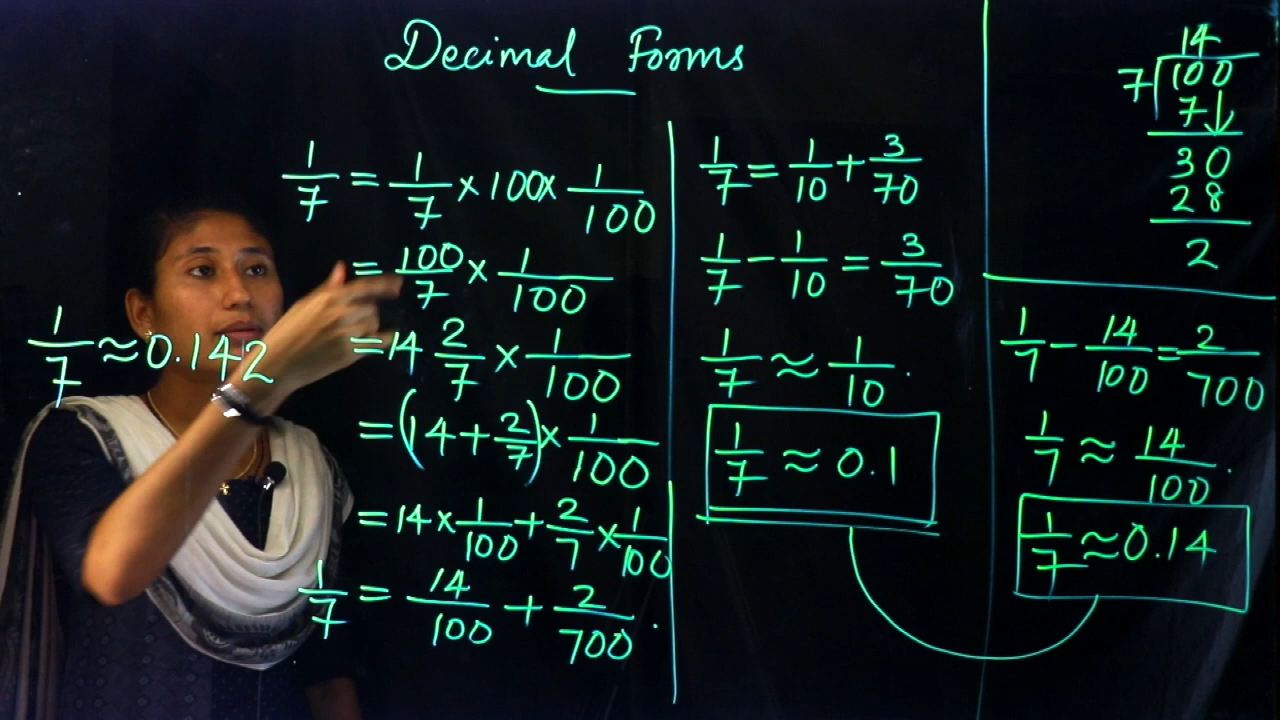 Decimal Forms
1/7 = 1/7 × 100 × 1/100
= 100/7 × 1/100
= 14 2/7 × 1/100
= (14 + 2/7) × 1/100
= 14 × 1/100 + 2/7 × 1/100
1/7 = 14/100 + 2/700 .
1/7 ≈ 0.142
1/7 = 1/10 + 3/70
1/7 − 1/10 = 3/70
1/7 ≈ 1/10 .
1/7 ≈ 0.1
14
7 100
7↓
30
28
2
1/7 − 14/100 = 2/700
1/7 ≈ 14/100 .
1/7 ≈ 0.14